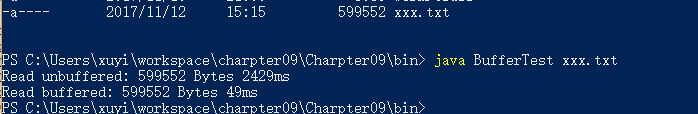 -a----        2017/11/12     15:15         599552 xxx.txt
PS C:\Users\xuyi\workspace\charpter09\Charpter09\bin> java BufferTest xxx.txt
Read unbuffered: 599552 Bytes 2429ms
Read buffered: 599552 Bytes 49ms
PS C:\Users\xuyi\workspace\charpter09\Charpter09\bin>